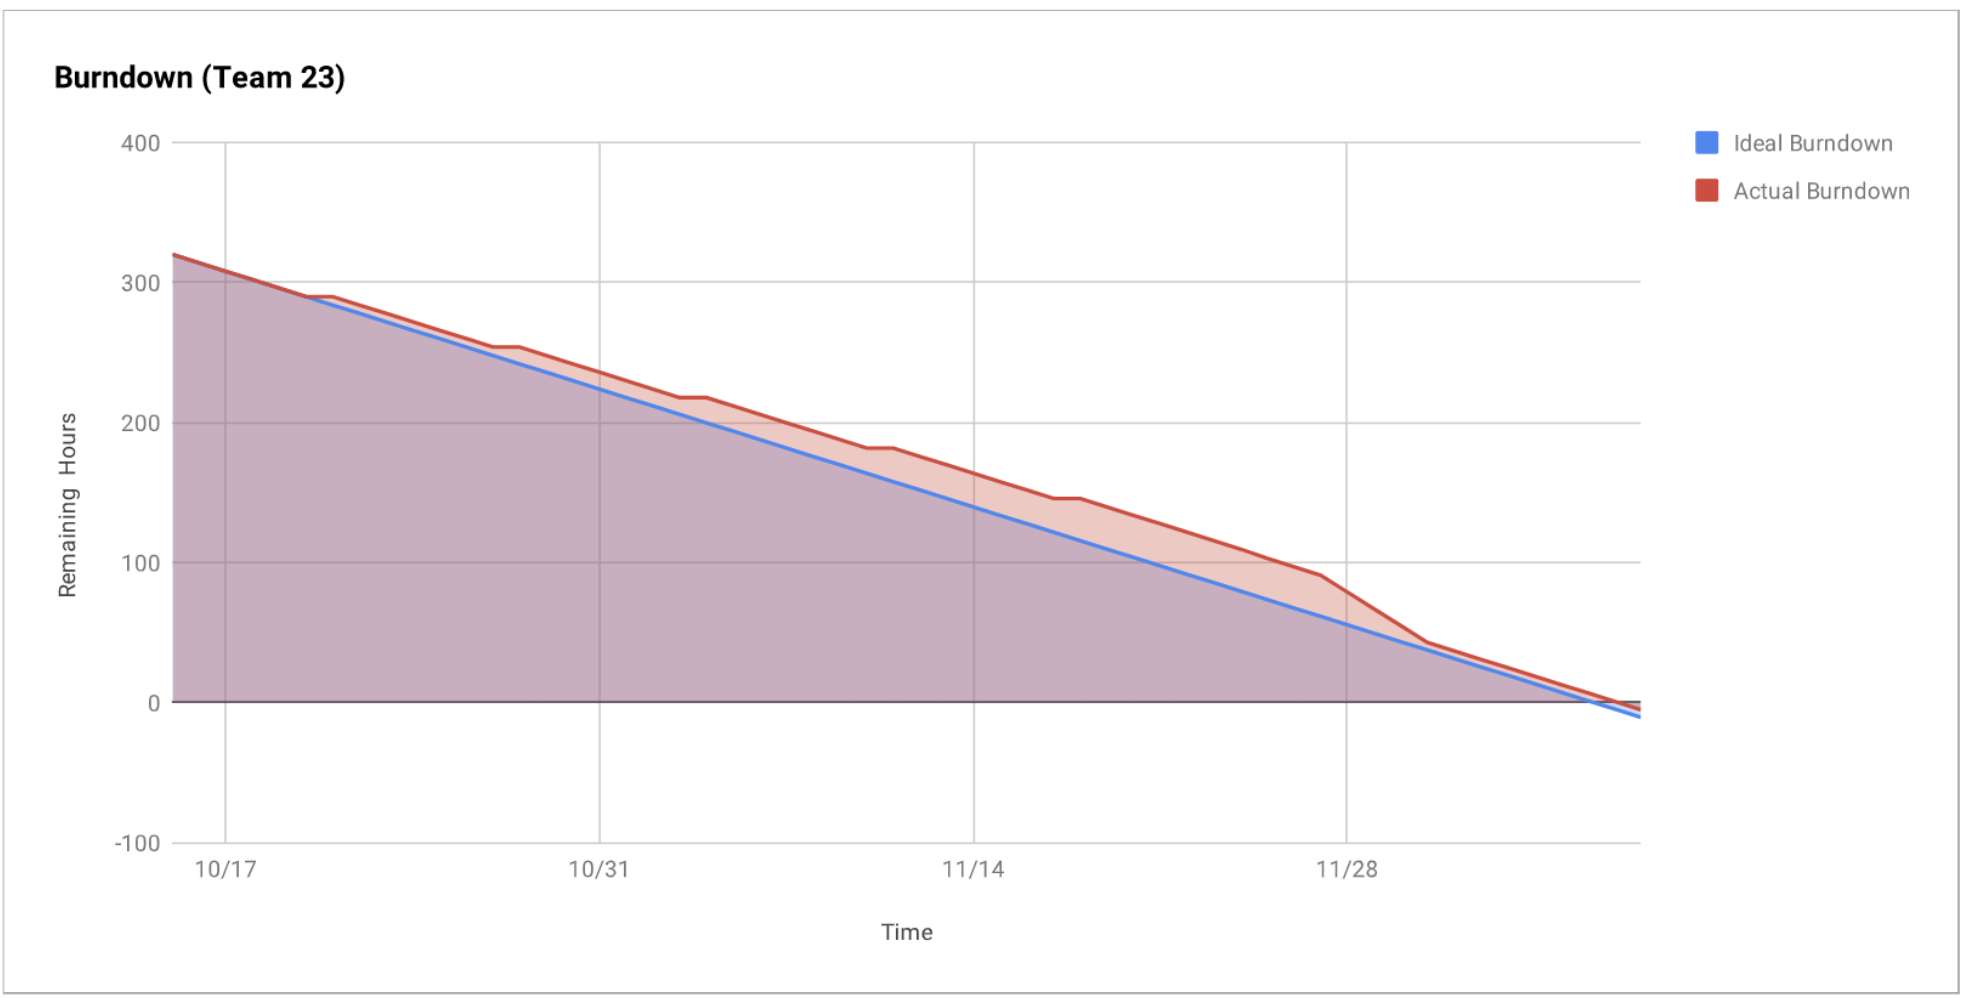 Burndown (Team 23)
Ideal Burndown
Actual Burndown
400
300
200
100
0
-100
Remaining Hours
10/17
10/31
11/14
11/28
Time